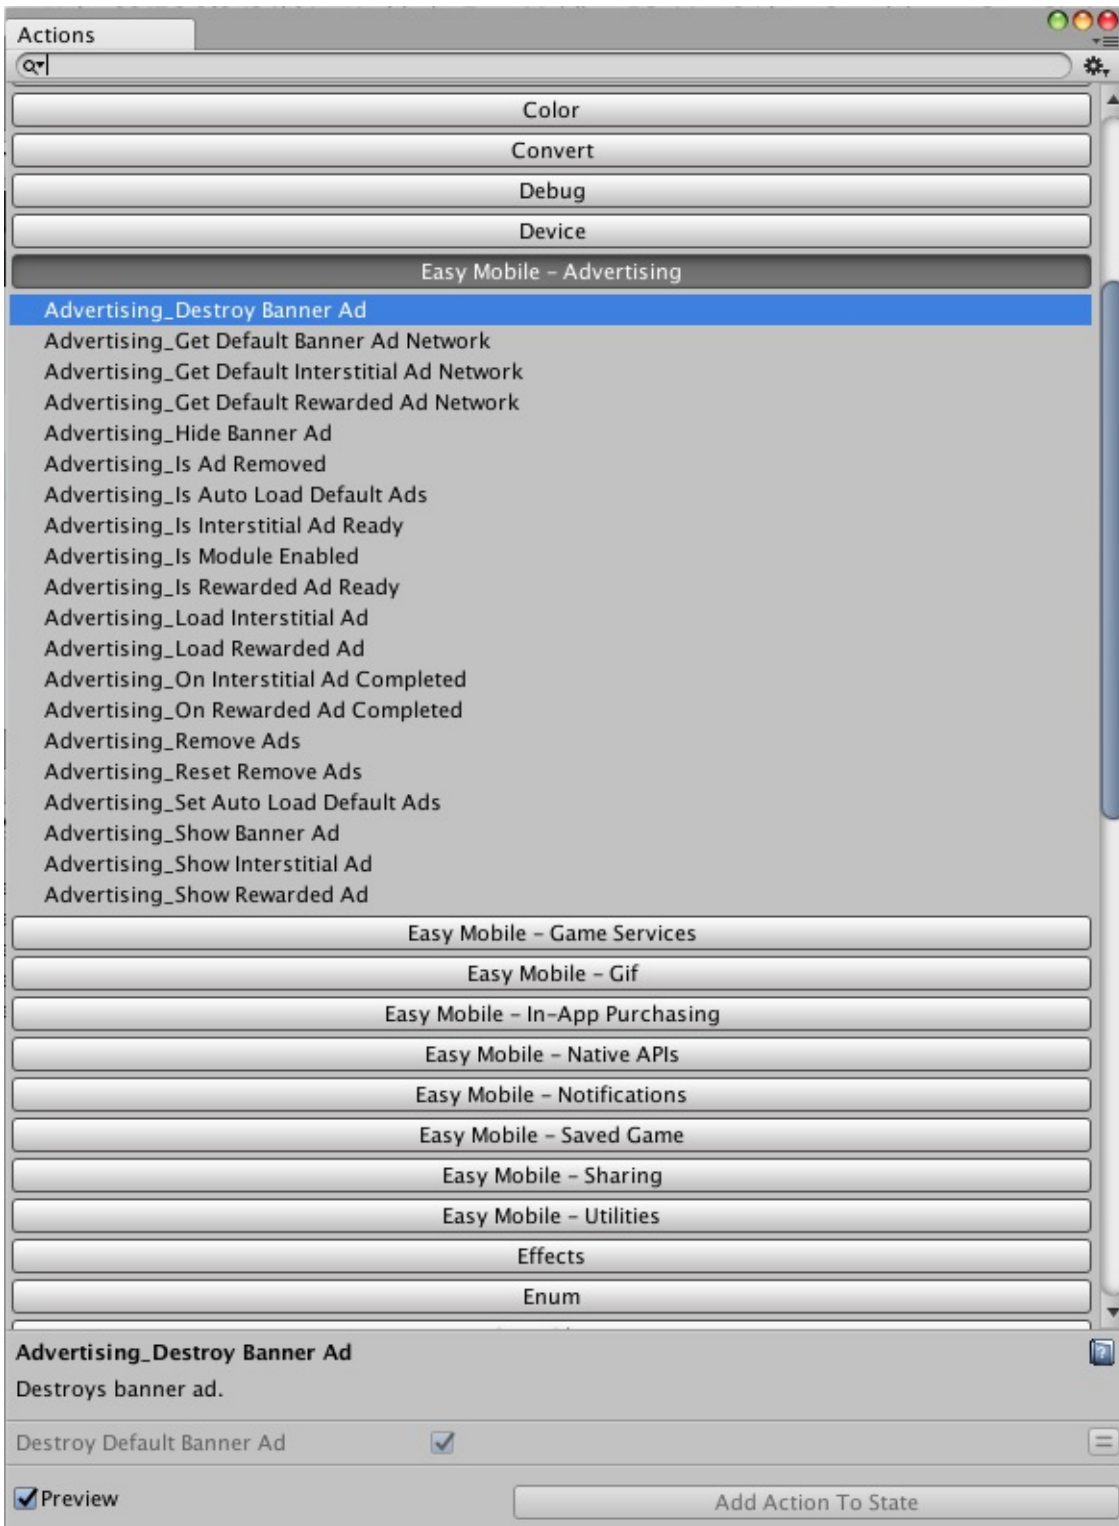 Actions
Color
Convert
Debug
Device
Easy Mobile – Advertising
Advertising_Destroy Banner Ad
Advertising_Get Default Banner Ad Network
Advertising_Get Default Interstitial Ad Network
Advertising_Get Default Rewarded Ad Network
Advertising_Hide Banner Ad
Advertising_Is Ad Removed
Advertising_Is Auto Load Default Ads
Advertising_Is Interstitial Ad Ready
Advertising_Is Module Enabled
Advertising_Is Rewarded Ad Ready
Advertising_Load Interstitial Ad
Advertising_Load Rewarded Ad
Advertising_On Interstitial Ad Completed
Advertising_On Rewarded Ad Completed
Advertising_Remove Ads
Advertising_Reset Remove Ads
Advertising_Set Auto Load Default Ads
Advertising_Show Banner Ad
Advertising_Show Interstitial Ad
Advertising_Show Rewarded Ad
Easy Mobile – Game Services
Easy Mobile – Gif
Easy Mobile – In-App Purchasing
Easy Mobile – Native APIs
Easy Mobile – Notifications
Easy Mobile – Saved Game
Easy Mobile – Sharing
Easy Mobile – Utilities
Effects
Enum
Advertising_Destroy Banner Ad
Destroys banner ad.
Destroy Default Banner Ad
Preview
Add Action To State